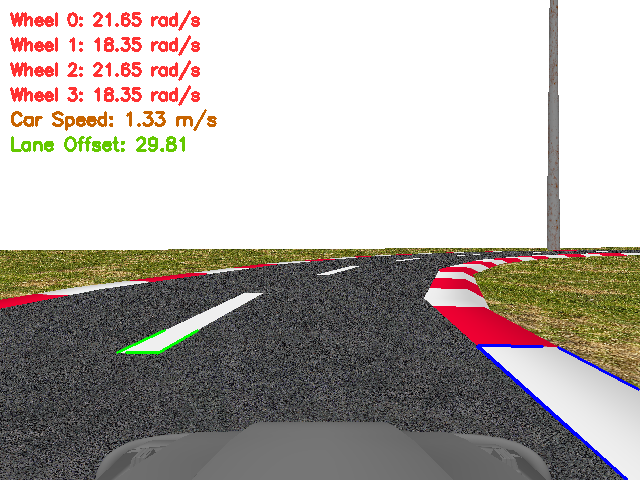 Wheel 0: 21.65 rad/s
Wheel 1: 18.35 rad/s
Wheel 2: 21.65 rad/s
Wheel 3: 18.35 rad/s
Car Speed: 1.33 m/s
Lane Offset: 29.81